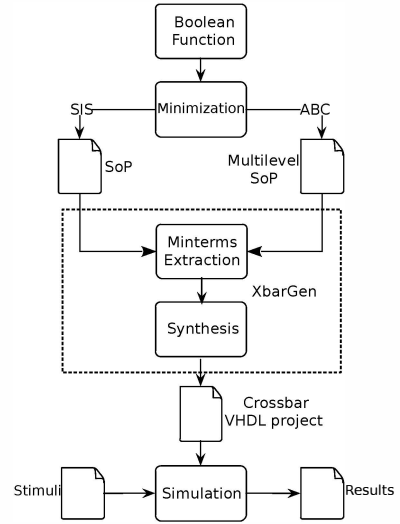 Boolean
Function
SIS
Minimization
ABC
SoP
Multilevel
SoP
Minterms
Extraction
XbarGen
Synthesis
Crossbar
VHDL project
Stimuli
Simulation
Results